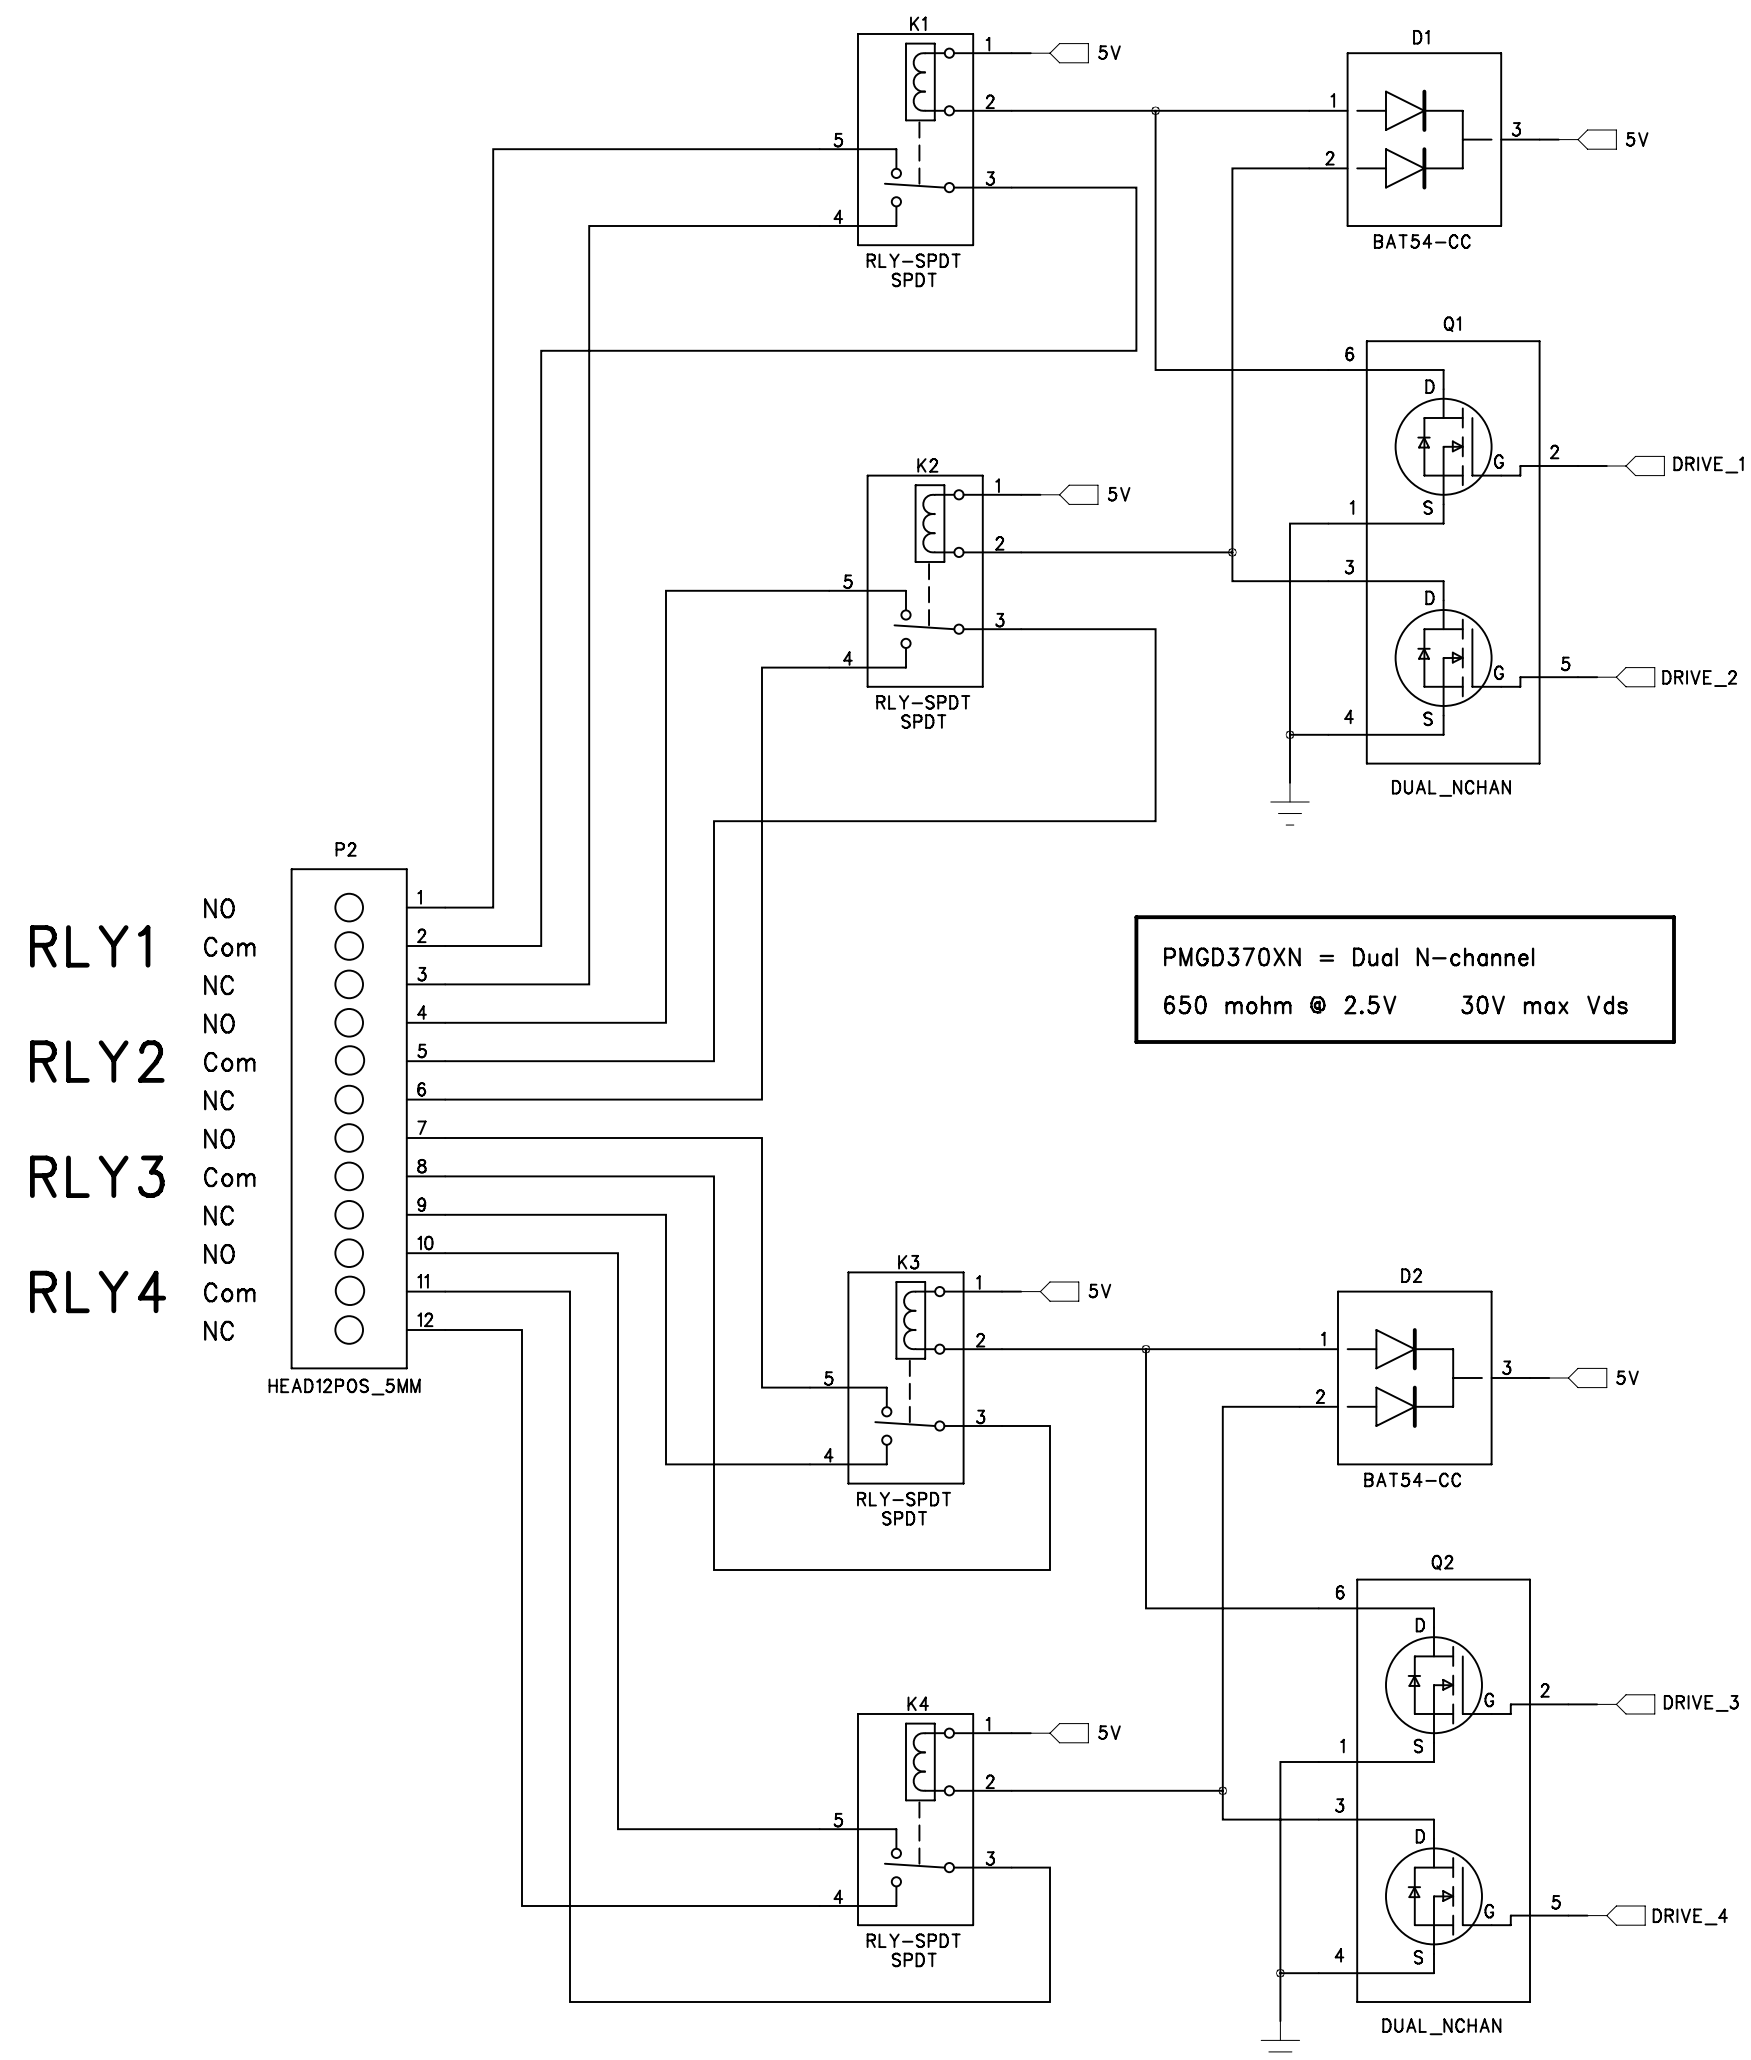 K1
1
5V
2
5
3
4
RLY-SPDT
SPDT
D1
1
2
3
5V
BAT54-CC
Q1
6
D
G
2
DRIVE_1
1
S
3
D
G
5
DRIVE_2
4
S
DUAL_NCHAN
K2
1
5V
2
5
3
4
RLY-SPDT
SPDT
P2
RLY1
NO
1
Com
2
NC
3
RLY2
NO
4
Com
5
NC
6
RLY3
NO
7
Com
8
NC
9
RLY4
NO
10
Com
11
NC
12
HEAD12POS_5MM
PMGD370XN = Dual N-channel
650 mohm @ 2.5V 30V max Vds
K3
1
5V
2
5
3
4
RLY-SPDT
SPDT
D2
1
2
3
5V
BAT54-CC
Q2
6
D
G
2
DRIVE_3
1
S
3
D
G
5
DRIVE_4
4
S
DUAL_NCHAN
K4
1
5V
2
5
3
4
RLY-SPDT
SPDT